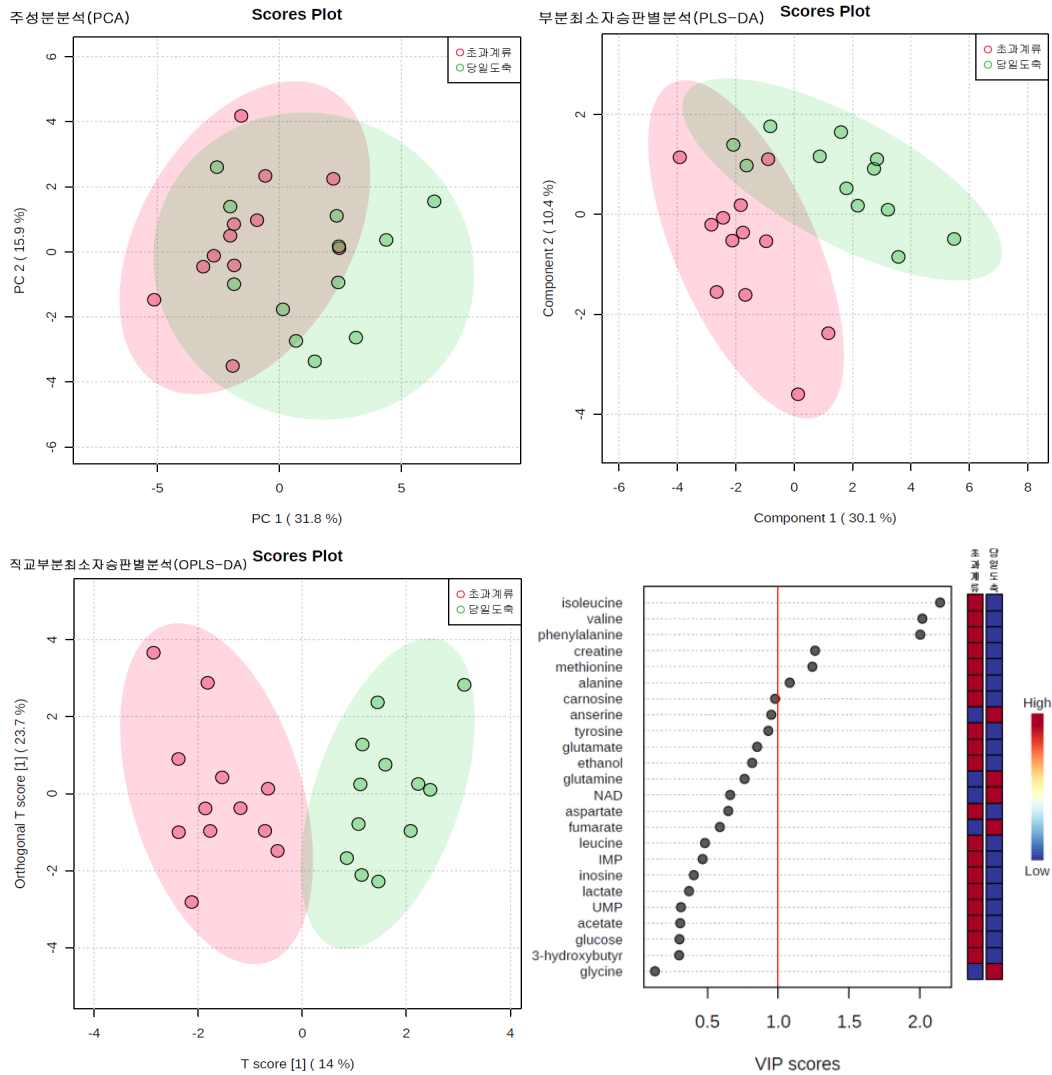 주성분분석(PCA)
Scores Plot
초과계류
당일도축
6
4
2
0
-2
-4
-6
PC 2 ( 15.9 %)
-5
0
5
PC 1 ( 31.8 %)
부분최소자승판별분석(PLS-DA)
Scores Plot
초과계류
당일도축
2
0
-2
-4
Component 2 ( 10.4 %)
-6
-4
-2
0
2
4
6
8
Component 1 ( 30.1 %)
직교부분최소자승판별분석(OPLS-DA)
Scores Plot
초과계류
당일도축
4
2
0
-2
-4
Orthogonal T score [1] ( 23.7 %)
-4
-2
0
2
4
T score [1] ( 14 %)
초과계류
당일도축
isoleucine
valine
phenylalanine
creatine
methionine
alanine
carnosine
anserine
tyrosine
glutamate
ethanol
glutamine
NAD
aspartate
fumarate
leucine
IMP
inosine
lactate
UMP
acetate
glucose
3-hydroxybutyr
glycine
High
Low
0.5
1.0
1.5
2.0
VIP scores